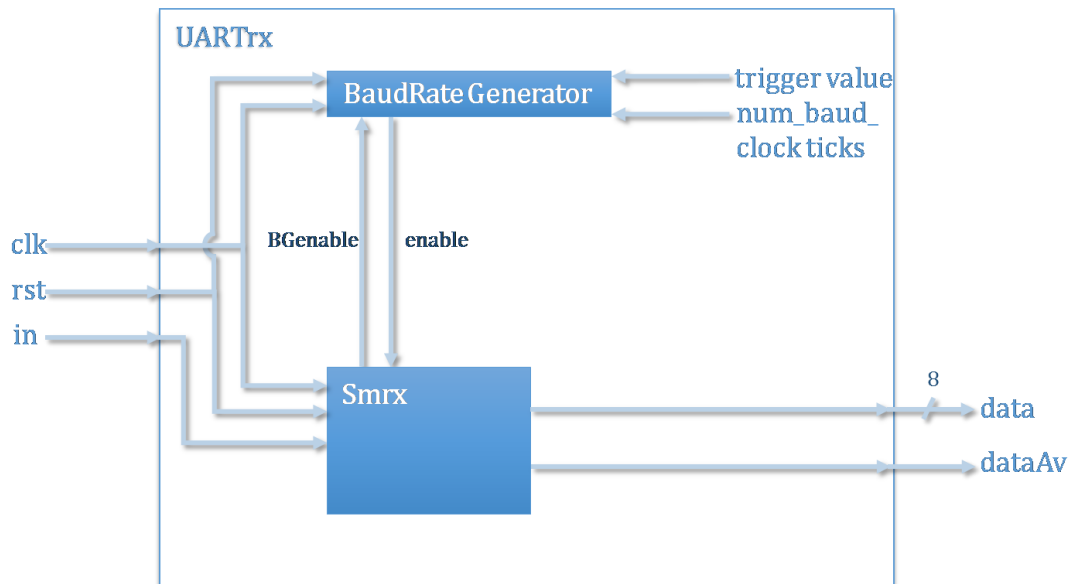 UARTrx
BaudRate Generator
trigger value
num_baud_
clock ticks
clk
BGenable
enable
rst
in
Smrx
8
data
dataAv